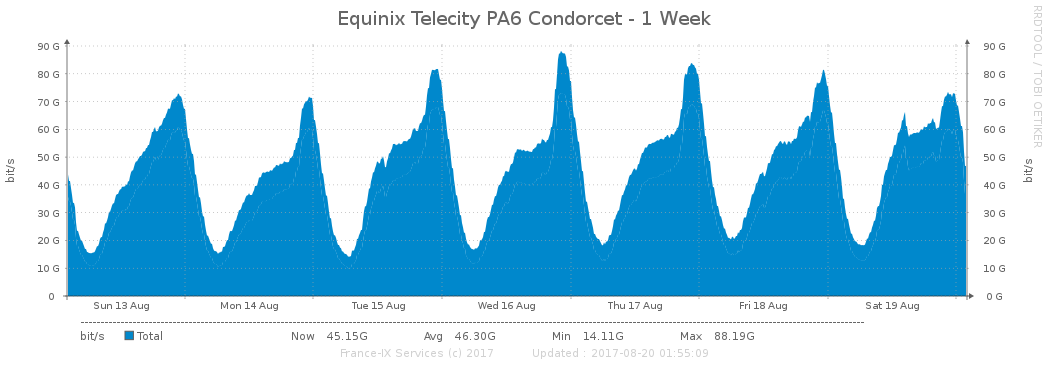 Equinix Telecity PA6 Condorcet - 1 Week
RRDTOOL / TOBI OETIKER
bit/s
90 G 90 G
80 G 80 G
70 G 70 G
60 G 60 G
50 G 50 G
40 G 40 G
30 G 30 G
20 G 20 G
10 G 10 G
0 0 G
bit/s
Sun 13 Aug Mon 14 Aug Tue 15 Aug Wed 16 Aug Thu 17 Aug Fri 18 Aug Sat 19 Aug
bit/s Total Now 45.15G Avg 46.30G Min 14.11G Max 88.19G
France-IX Services (c) 2017 Updated : 2017-08-20 01:55:09